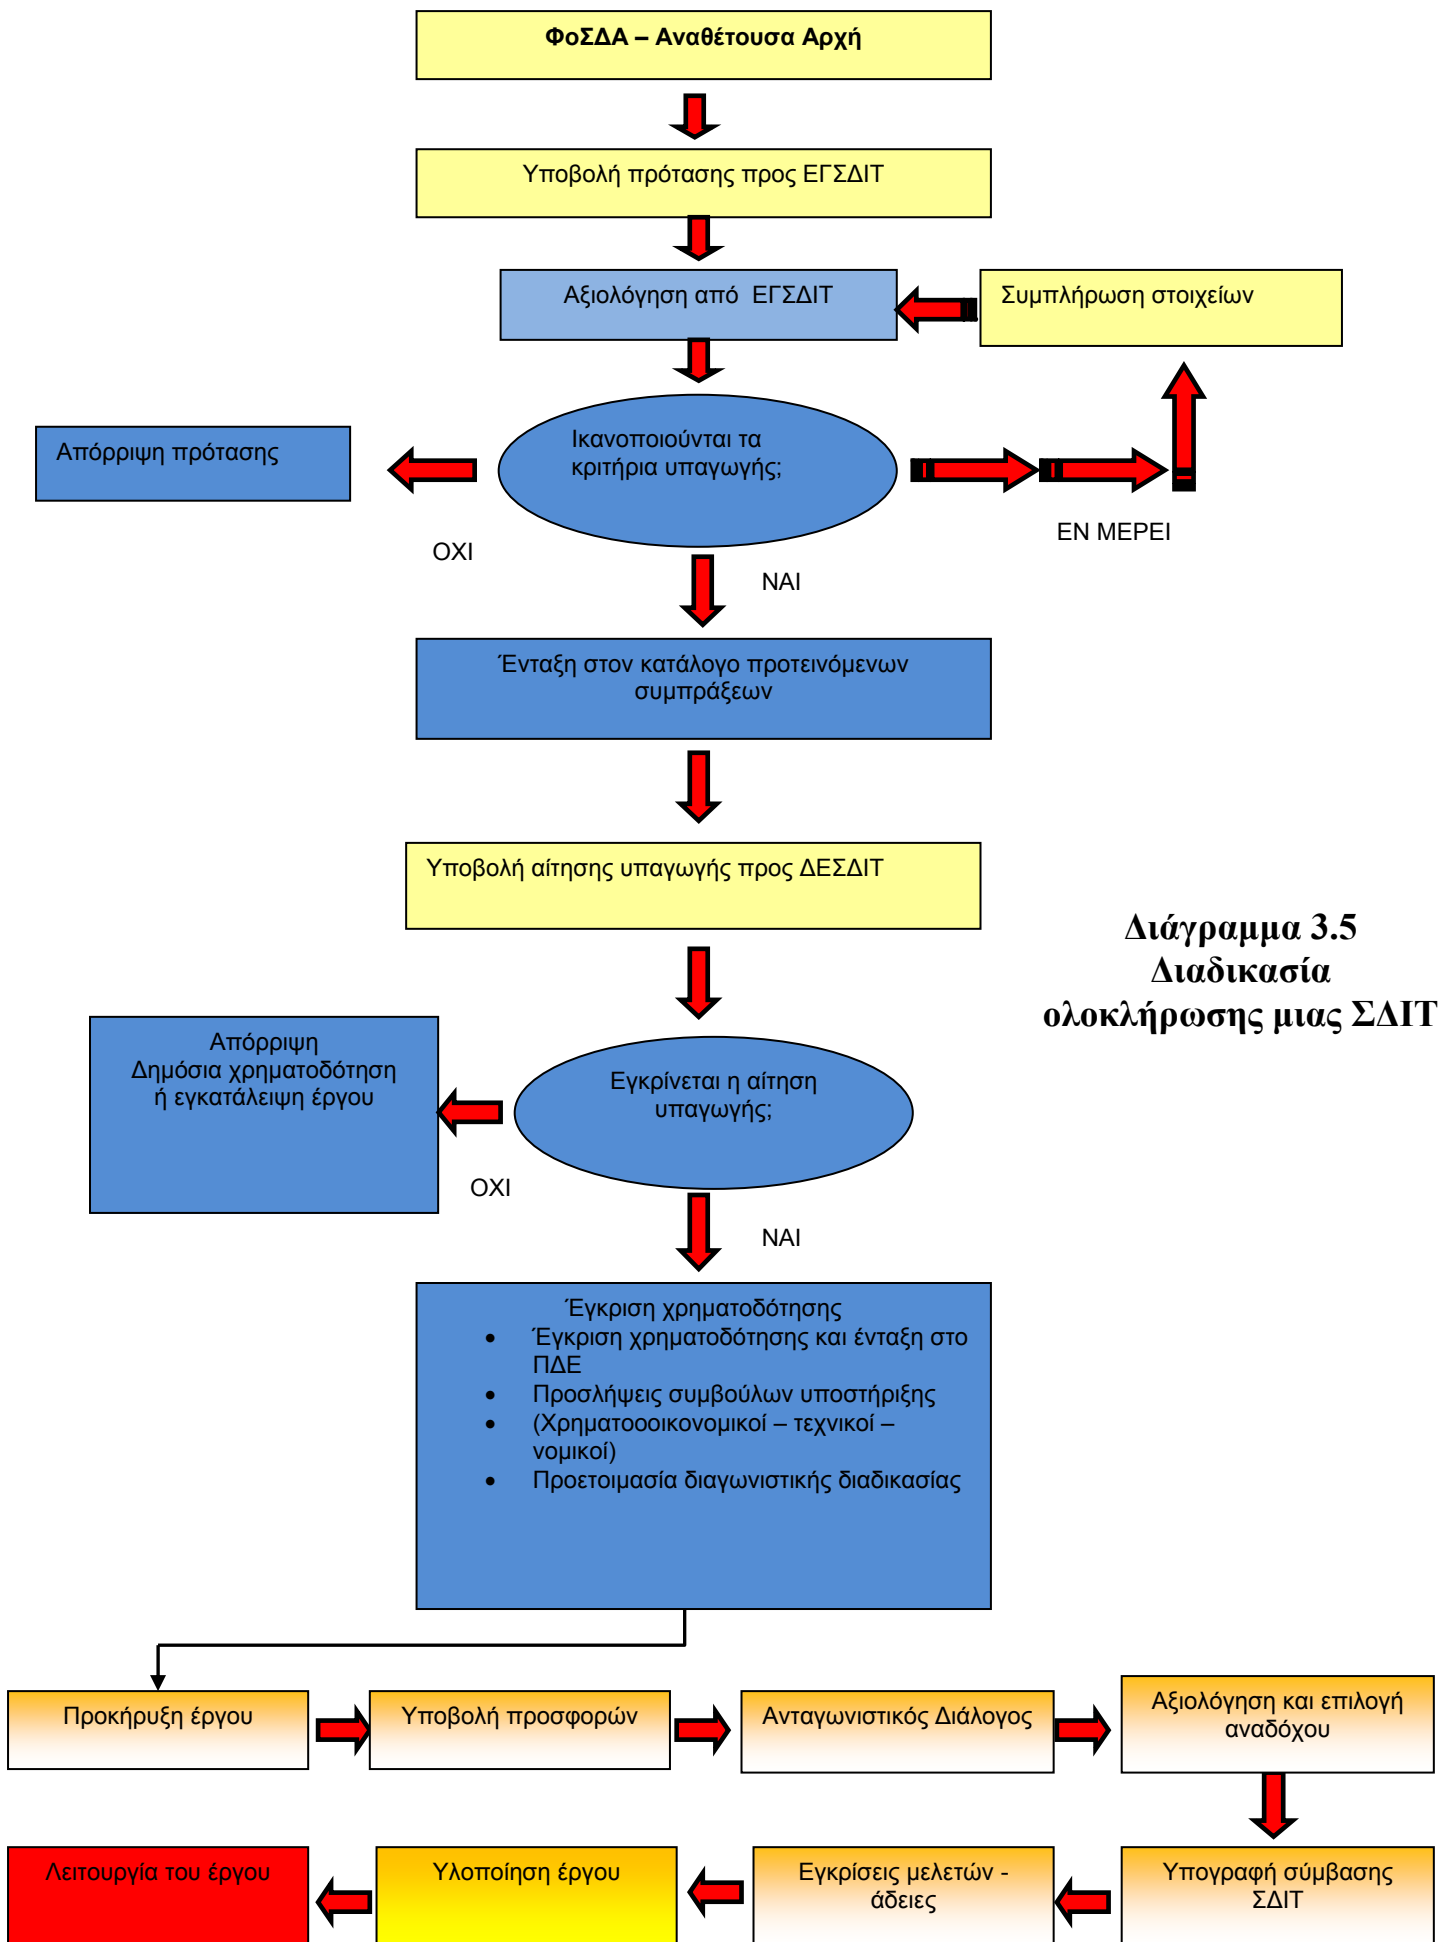 ΦοΣΔΑ – Αναθέτουσα Αρχή
Υποβολή πρότασης προς ΕΓΣΔΙΤ
Αξιολόγηση από ΕΓΣΔΙΤ
Συμπλήρωση στοιχείων
Ικανοποιούνται τα
κριτήρια υπαγωγής;
Απόρριψη πρότασης
ΟΧΙ
ΕΝ ΜΕΡΕΙ
ΝΑΙ
Ένταξη στον κατάλογο προτεινόμενων
συμπράξεων
Υποβολή αίτησης υπαγωγής προς ΔΕΣΔΙΤ
Διάγραμμα 3.5
Διαδικασία
ολοκλήρωσης μιας ΣΔΙΤ
Απόρριψη
Δημόσια χρηματοδότηση
ή εγκατάλειψη έργου
Εγκρίνεται η αίτηση
υπαγωγής;
ΟΧΙ
ΝΑΙ
Έγκριση χρηματοδότησης
• Έγκριση χρηματοδότησης και ένταξη στο
ΠΔΕ
• Προσλήψεις συμβούλων υποστήριξης
• (Χρηματοοοικονομικοί – τεχνικοί –
νομικοί)
• Προετοιμασία διαγωνιστικής διαδικασίας
Προκήρυξη έργου
Υποβολή προσφορών
Ανταγωνιστικός Διάλογος
Αξιολόγηση και επιλογή
αναδόχου
Λειτουργία του έργου
Υλοποίηση έργου
Εγκρίσεις μελετών -
άδειες
Υπογραφή σύμβασης
ΣΔΙΤ